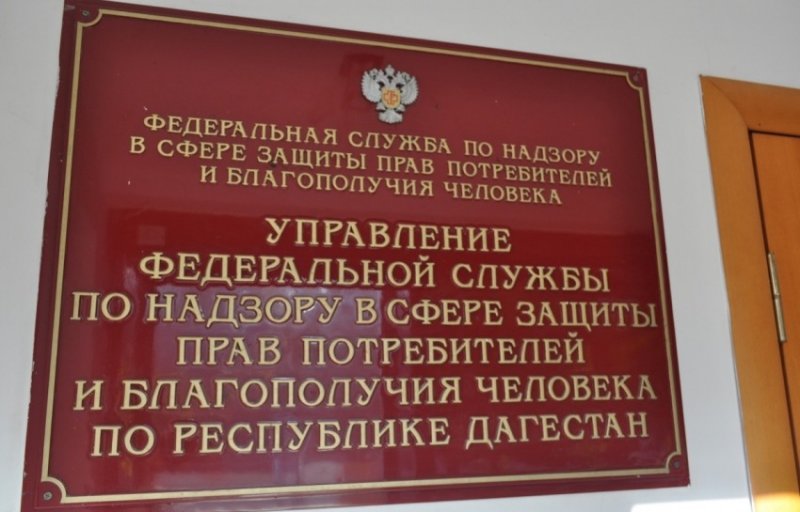 ФЕДЕРАЛЬНАЯ СЛУЖБА ПО НАДЗОРУ
В СФЕРЕ ЗАЩИТЫ ПРАВ ПОТРЕБИТЕЛЕЙ
И БЛАГОПОЛУЧИЯ ЧЕЛОВЕКА
УПРАВЛЕНИЕ
ФЕДЕРАЛЬНОЙ СЛУЖБЫ
ПО НАДЗОРУ В СФЕРЕ ЗАЩИТЫ
ПРАВ ПОТРЕБИТЕЛЕЙ
И БЛАГОПОЛУЧИЯ ЧЕЛОВЕКА
ПО РЕСПУБЛИКЕ ДАГЕСТАН